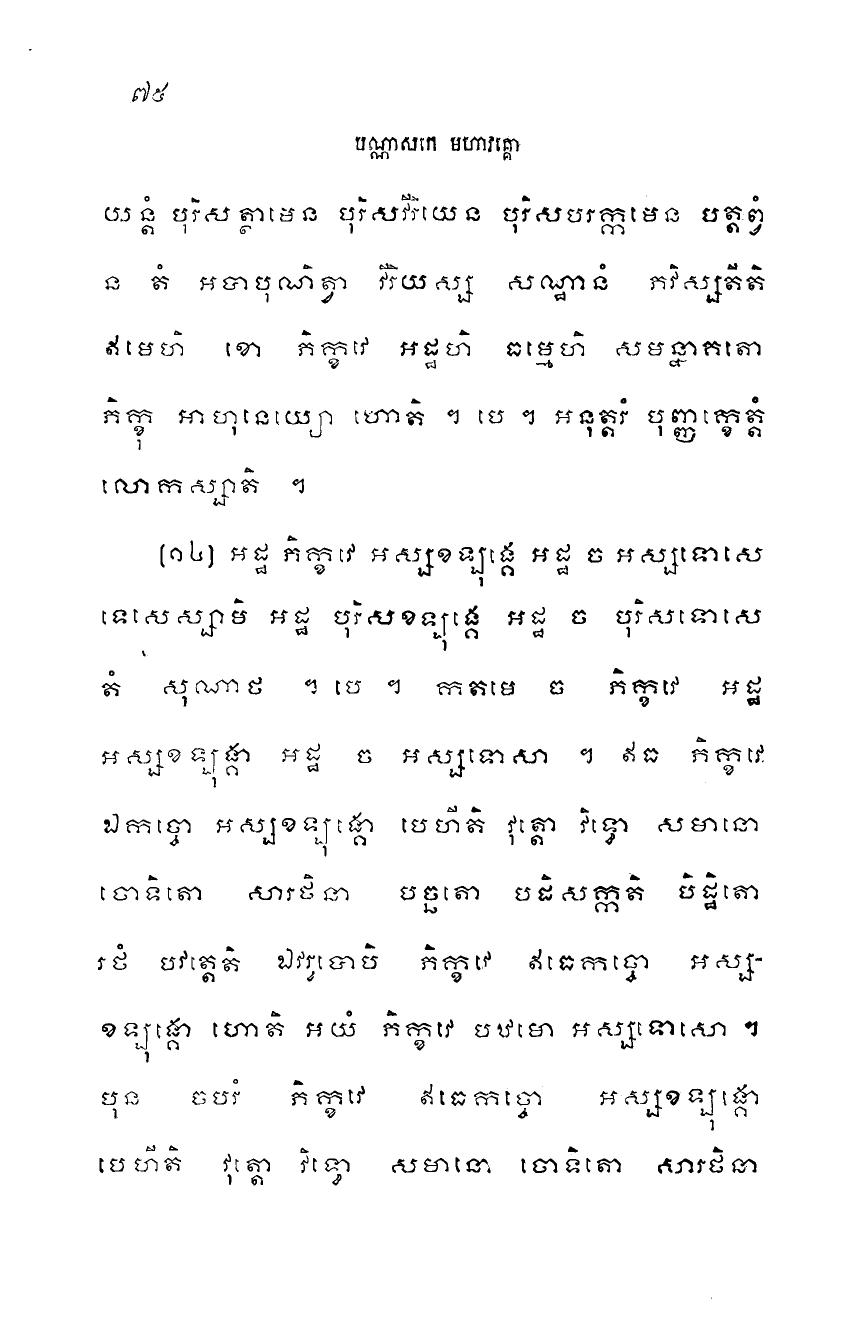 ៧៥
បណ្ណាសកេ មហាវគ្គោ
យន្តំ បុរិសត្ថាមេន បុរិសវីរិយេន បុរិសបរក្កមេន បត្តព្វំ
ន តំ អបាបុណិត្វា វីរិយស្ស សណ្ឋានំ ភវិស្សតីតិ
ឥមេហិ ខោ ភិក្ខវេ អដ្ឋហិ ធម្មេហិ សមន្នាគតោ
ភិក្ខុ អាហុនេយ្យោ ហោតិ ។ បេ ។ អនុត្តរំ បុញ្ញក្ខេត្តំ
លោកស្សាតិ ។
[១៤] អដ្ឋ ភិក្ខវេ អស្សខឡុង្គេ អដ្ឋ ច អស្សទោសេ
ទេសេស្សាមិ អដ្ឋ បុរិសខឡុង្គេ អដ្ឋ ច បុរិសទោសេ
តំ សុណាថ ។ បេ ។ កតមេ ច ភិក្ខវេ អដ្ឋ
អស្សខឡុង្គា អដ្ឋ ច អស្សទោសា ។ ឥធ ភិក្ខវេ
ឯកច្ចោ អស្សខឡុង្គោ បេហីតិ វុត្តោ វិទ្ធោ សមានោ
ចោទិតោ សារថិនា បច្ឆតោ បដិសក្កតិ បិដ្ឋិតោ
រថំ បវត្តេតិ ឯវរូបោបិ ភិក្ខវេ ឥធេកច្ចោ អស្ស-
ខឡុង្គោ ហោតិ អយំ ភិក្ខវេ បឋមោ អស្សទោសោ ។
បុន ចបរំ ភិក្ខវេ ឥធេកច្ចោ អស្សខឡុង្គោ
បេហីតិ វុត្តោ វិទ្ធោ សមានោ ចោទិតោ សារថិនា